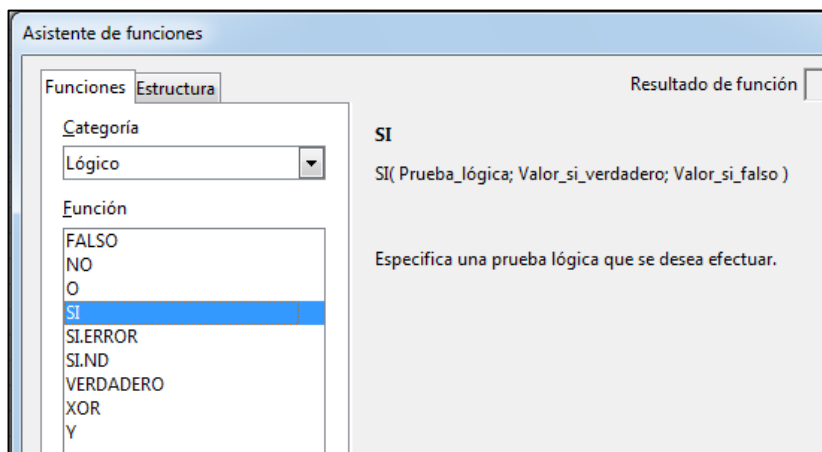 Asistente de funciones
Funciones Estructura
Resultado de función
Categoría
Lógico
Función
FALSO
NO
O
SI
SI.ERROR
SI.ND
VERDADERO
XOR
Y
SI
SI( Prueba_lógica; Valor_si_verdadero; Valor_si_falso )
Especifica una prueba lógica que se desea efectuar.